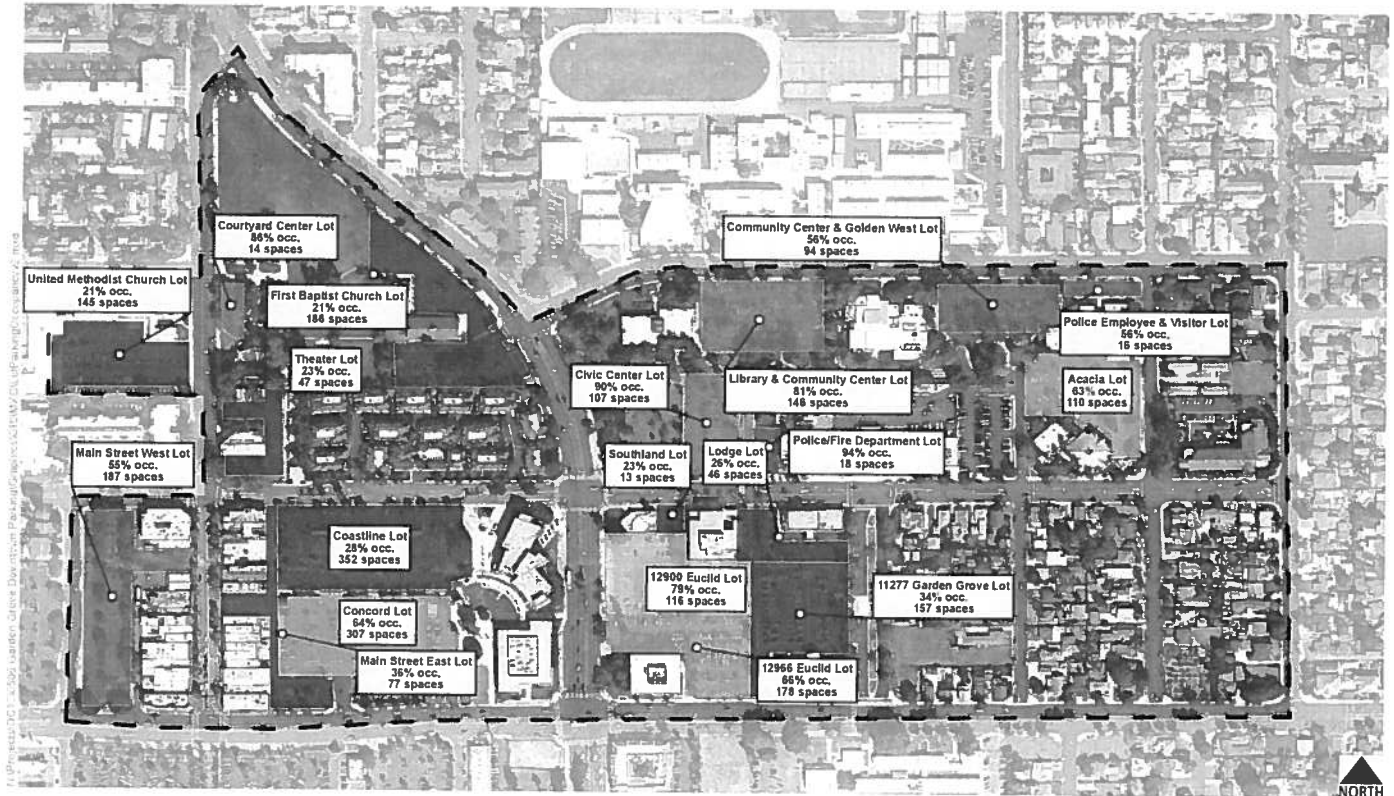 Courtyard Center Lot
86% occ.
14 spaces
Community Center & Golden West Lot
56% occ.
94 spaces
United Methodist Church Lot
21% occ.
145 spaces
First Baptist Church Lot
21% occ.
186 spaces
Police Employee & Visitor Lot
56% occ.
16 spaces
Theater Lot
23% occ.
47 spaces
Civic Center Lot
90% occ.
107 spaces
Library & Community Center Lot
81% occ.
146 spaces
Acacia Lot
63% occ.
110 spaces
Main Street West Lot
55% occ.
187 spaces
Southland Lot
23% occ.
13 spaces
Lodge Lot
26% occ.
46 spaces
Police/Fire Department Lot
94% occ.
18 spaces
Coastline Lot
28% occ.
352 spaces
12900 Euclid Lot
79% occ.
116 spaces
11277 Garden Grove Lot
34% occ.
157 spaces
Concord Lot
64% occ.
307 spaces
Main Street East Lot
36% occ.
77 spaces
12966 Euclid Lot
66% occ.
178 spaces
NORTH